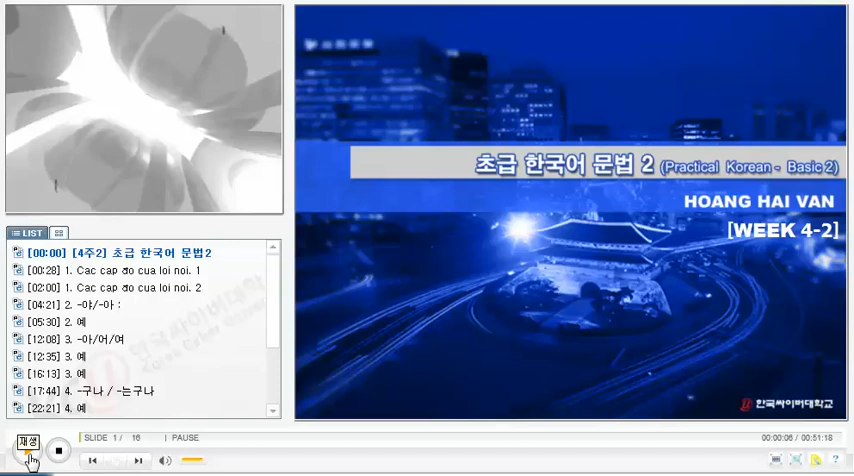 초급 한국어 문법 2 (Practical Korean - Basic 2)
HOANG HAI VAN
[WEEK 4-2]
한국싸이버대학교
LIST
[00:00] [4주2] 초급 한국어 문법2
[00:28] 1. Cac cap do cua loi noi. 1
[02:00] 1. Cac cap do cua loi noi. 2
[04:21] 2. -야/-아 :
[05:30] 2. 예
[12:08] 3. -아/어/여
[12:35] 3. 예
[16:13] 3. 예
[17:44] 4. -구나 / -는구나
[22:21] 4. 예
재생
SLIDE 1 / 16 | PAUSE
00:00:06 / 00:51:18